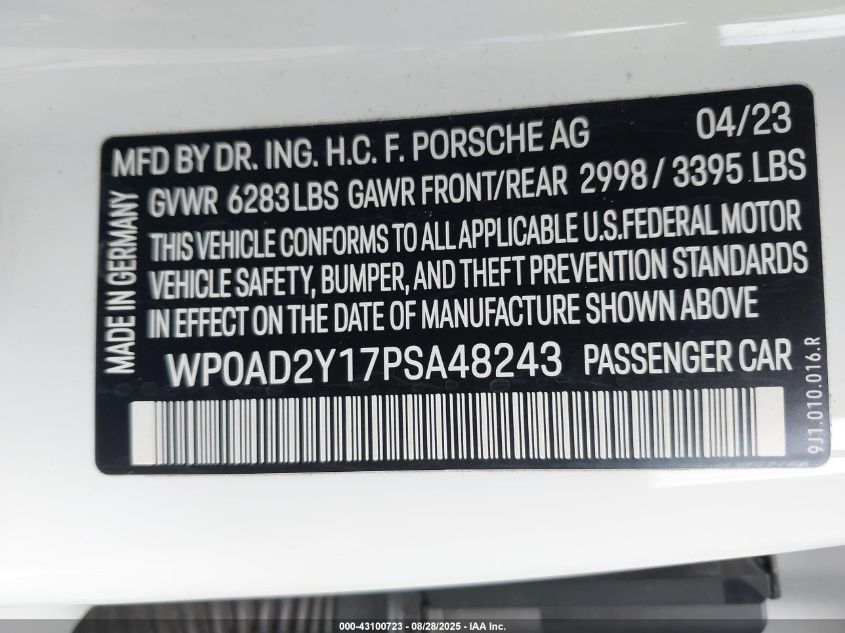 MFD BY DR. ING. H.C. F. PORSCHE AG 04/23
GVWR 6283 LBS GAWR FRONT/REAR 2998 / 3395 LBS
THIS VEHICLE CONFORMS TO ALL APPLICABLE U.S. FEDERAL MOTOR
VEHICLE SAFETY, BUMPER, AND THEFT PREVENTION STANDARDS
IN EFFECT ON THE DATE OF MANUFACTURE SHOWN ABOVE
WP0AD2Y17PSA48243 PASSENGER CAR
MADE IN GERMANY
9J1.010.016.R
000-43100723 - 08/28/2025 - IAA Inc.